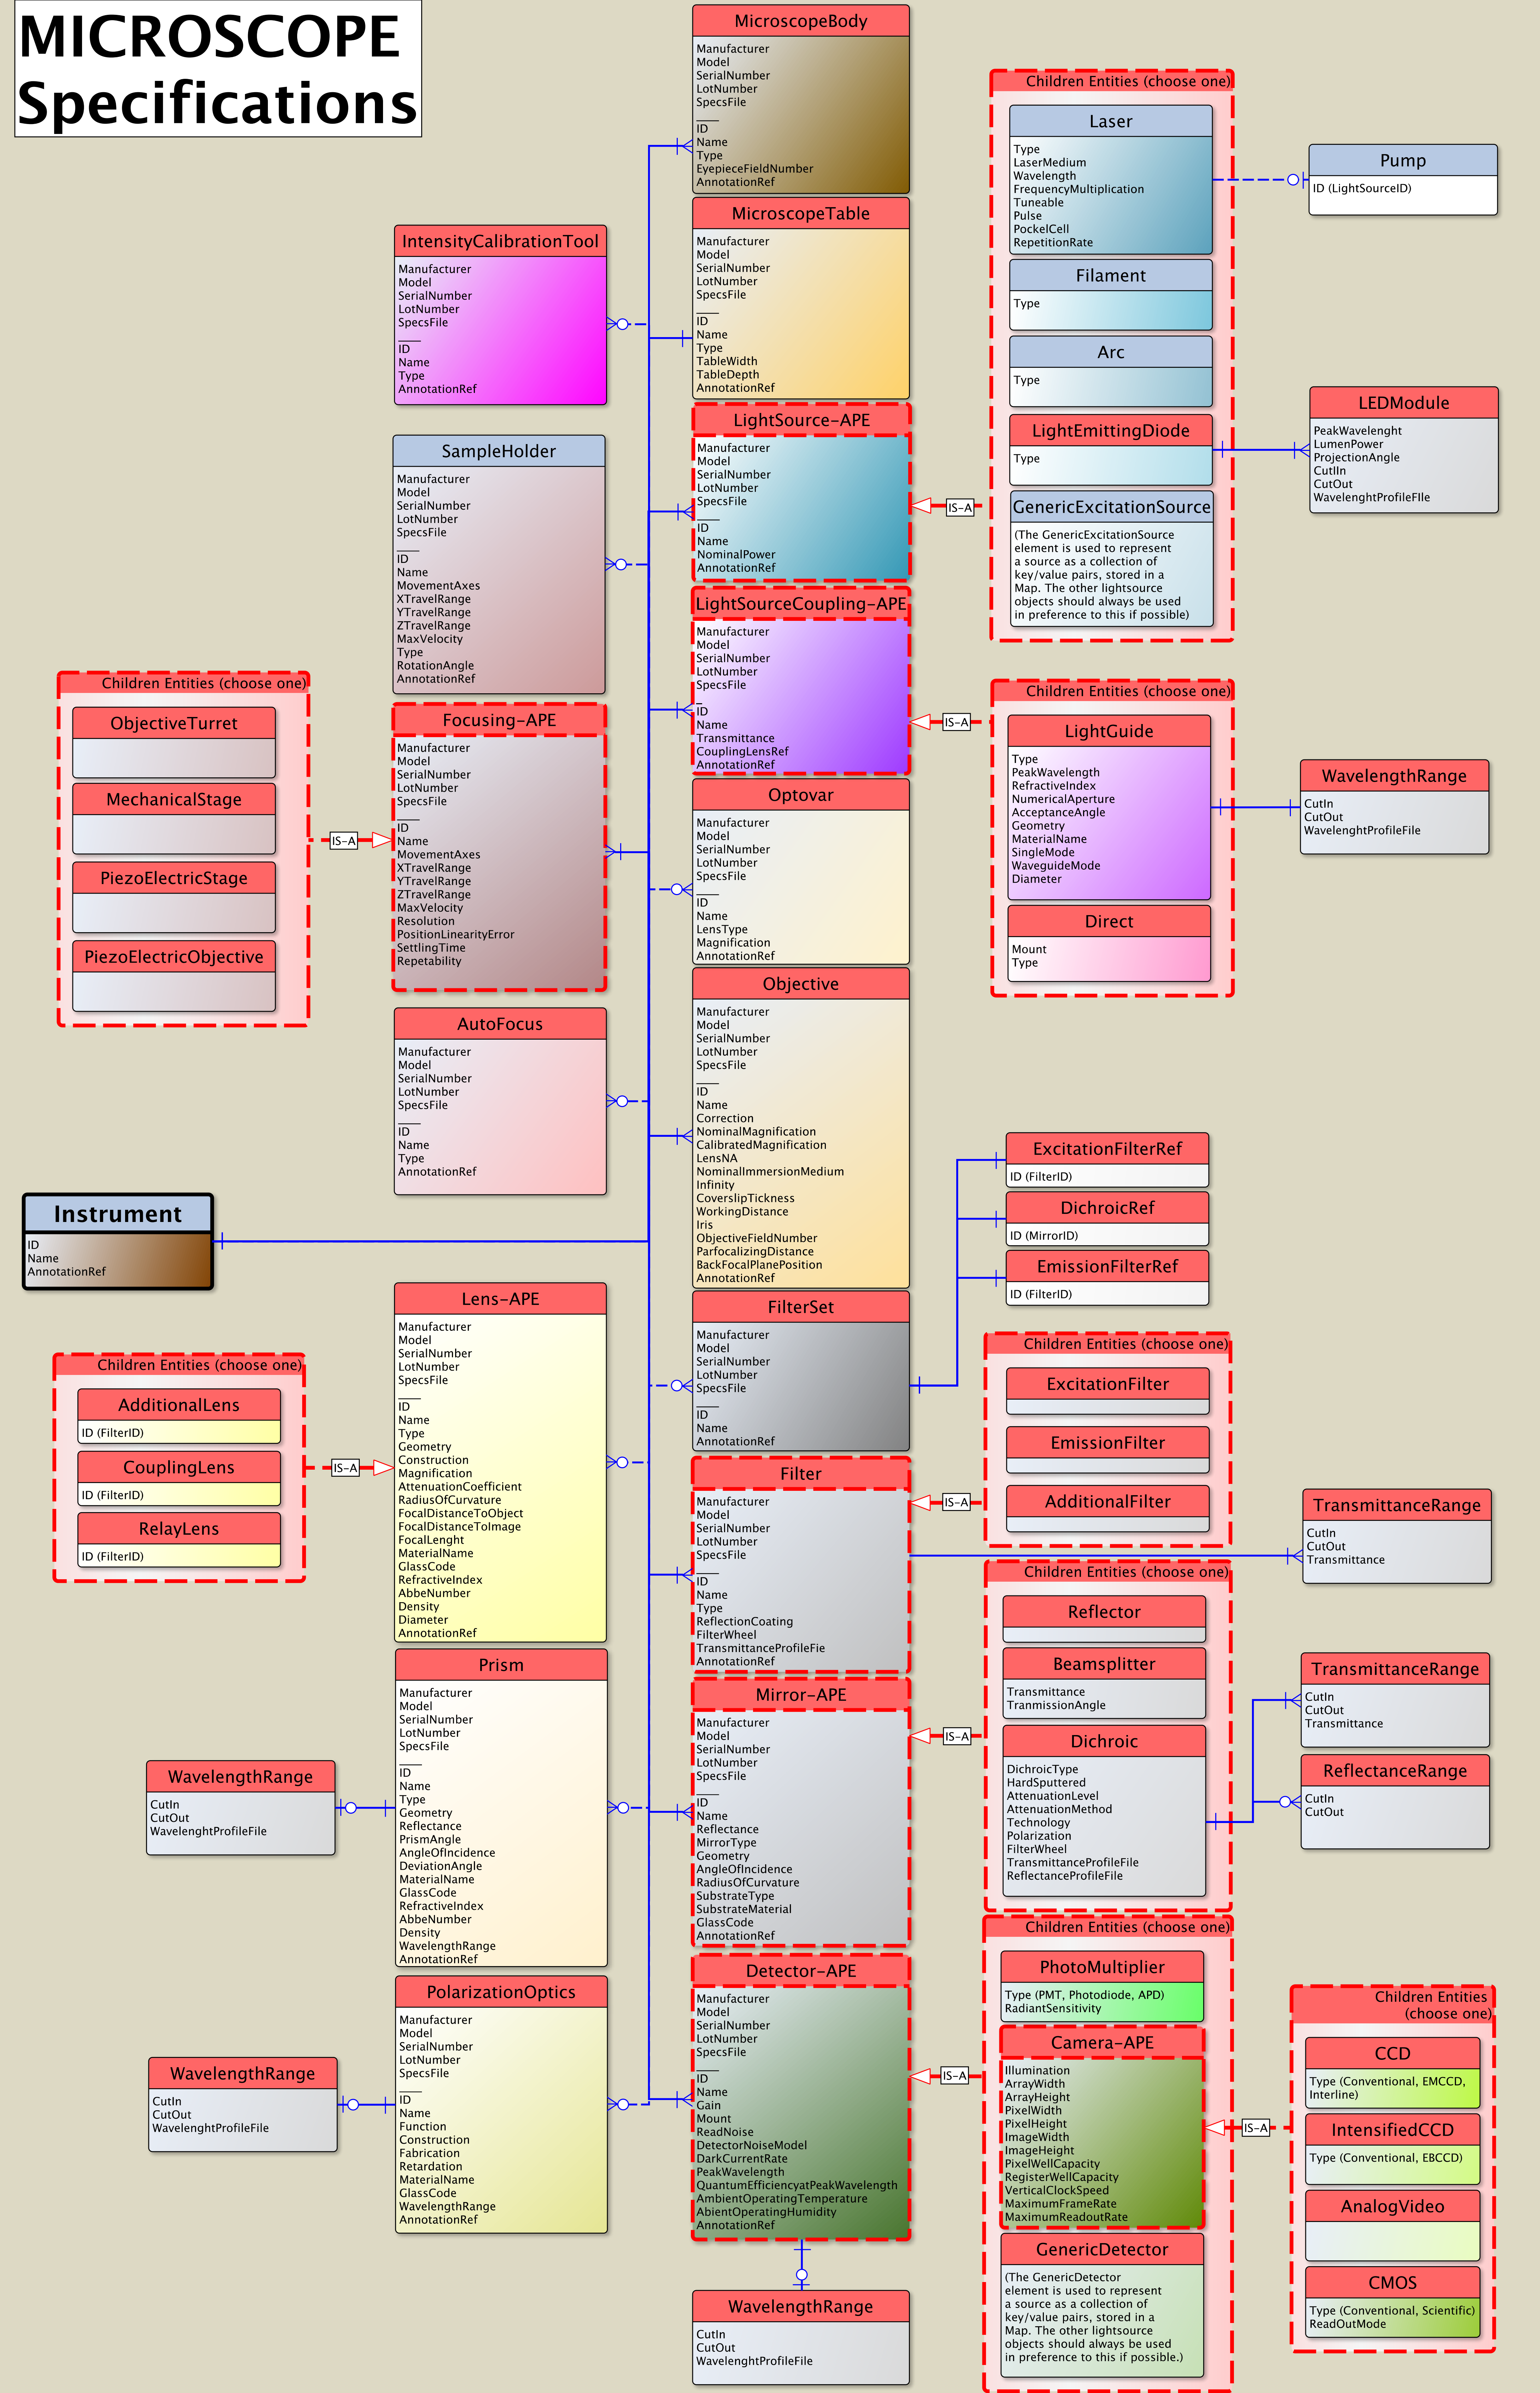 MICROSCOPE
Specifications
MicroscopeBody
Manufacturer
Model
SerialNumber
LotNumber
SpecsFile
____
ID
Name
Type
EyepieceFieldNumber
AnnotationRef
MicroscopeTable
Manufacturer
Model
SerialNumber
LotNumber
SpecsFile
____
ID
Name
Type
TableWidth
TableDepth
AnnotationRef
Children Entities (choose one)
Laser
Type
LaserMedium
Wavelength
FrequencyMultiplication
Tuneable
Pulse
PockelCell
RepetitionRate
Filament
Type
Arc
Type
LightEmittingDiode
Type
GenericExcitationSource
(The GenericExcitationSource
element is used to represent
a source as a collection of
key/value pairs, stored in a
Map. The other lightsource
objects should always be used
in preference to this if possible)
Pump
ID (LightSourceID)
LEDModule
PeakWavelenght
LumenPower
ProjectionAngle
CutIIn
CutOut
WavelenghtProfileFIle
IntensityCalibrationTool
Manufacturer
Model
SerialNumber
LotNumber
SpecsFile
____
ID
Name
Type
AnnotationRef
LightSource-APE
Manufacturer
Model
SerialNumber
LotNumber
SpecsFile
____
ID
Name
NominalPower
AnnotationRef
IS-A
SampleHolder
Manufacturer
Model
SerialNumber
LotNumber
SpecsFile
____
ID
Name
MovementAxes
XTravelRange
YTravelRange
ZTravelRange
MaxVelocity
Type
RotationAngle
AnnotationRef
LightSourceCoupling-APE
Manufacturer
Model
SerialNumber
LotNumber
SpecsFile
_
ID
Name
Transmittance
CouplingLensRef
AnnotationRef
IS-A
Children Entities (choose one)
LightGuide
Type
PeakWavelength
RefractiveIndex
NumericalAperture
AcceptanceAngle
Geometry
MaterialName
SingleMode
WaveguideMode
Diameter
Direct
Mount
Type
WavelengthRange
CutIn
CutOut
WavelenghtProfileFile
Children Entities (choose one)
ObjectiveTurret
MechanicalStage
PiezoElectricStage
PiezoElectricObjective
IS-A
Focusing-APE
Manufacturer
Model
SerialNumber
LotNumber
SpecsFile
____
ID
Name
MovementAxes
XTravelRange
YTravelRange
ZTravelRange
MaxVelocity
Resolution
PositionLinearityError
SettlingTime
Repetability
Optovar
Manufacturer
Model
SerialNumber
LotNumber
SpecsFile
____
ID
Name
LensType
Magnification
AnnotationRef
Objective
Manufacturer
Model
SerialNumber
LotNumber
SpecsFile
____
ID
Name
Correction
NominalMagnification
CalibratedMagnification
LensNA
NominalImmersionMedium
Infinity
CoverslipTickness
WorkingDistance
Iris
ObjectiveFieldNumber
ParfocalizingDistance
BackFocalPlanePosition
AnnotationRef
AutoFocus
Manufacturer
Model
SerialNumber
LotNumber
SpecsFile
____
ID
Name
Type
AnnotationRef
Instrument
ID
Name
AnnotationRef
ExcitationFilterRef
ID (FilterID)
DichroicRef
ID (MirrorID)
EmissionFilterRef
ID (FilterID)
FilterSet
Manufacturer
Model
SerialNumber
LotNumber
SpecsFile
____
ID
Name
AnnotationRef
Lens-APE
Manufacturer
Model
SerialNumber
LotNumber
SpecsFile
____
ID
Name
Type
Geometry
Construction
Magnification
AttenuationCoefficient
RadiusOfCurvature
FocalDistanceToObject
FocalDistanceToImage
FocalLenght
MaterialName
GlassCode
RefractiveIndex
AbbeNumber
Density
Diameter
AnnotationRef
Children Entities (choose one)
AdditionalLens
ID (FilterID)
CouplingLens
ID (FilterID)
RelayLens
ID (FilterID)
IS-A
Children Entities (choose one)
ExcitationFilter
EmissionFilter
AdditionalFilter
IS-A
Filter
Manufacturer
Model
SerialNumber
LotNumber
SpecsFile
____
ID
Name
Type
ReflectionCoating
FilterWheel
TransmittanceProfileFie
AnnotationRef
TransmittanceRange
CutIn
CutOut
Transmittance
Children Entities (choose one)
Reflector
Beamsplitter
Transmittance
TranmissionAngle
Dichroic
DichroicType
HardSputtered
AttenuationLevel
AttenuationMethod
Technology
Polarization
FilterWheel
TransmittanceProfileFile
ReflectanceProfileFile
TransmittanceRange
CutIn
CutOut
Transmittance
ReflectanceRange
CutIn
CutOut
IS-A
Mirror-APE
Manufacturer
Model
SerialNumber
LotNumber
SpecsFile
____
ID
Name
Reflectance
MirrorType
Geometry
AngleOfIncidence
RadiusOfCurvature
SubstrateType
SubstrateMaterial
GlassCode
AnnotationRef
Prism
Manufacturer
Model
SerialNumber
LotNumber
SpecsFile
____
ID
Name
Type
Geometry
Reflectance
PrismAngle
AngleOfIncidence
DeviationAngle
MaterialName
GlassCode
RefractiveIndex
AbbeNumber
Density
WavelengthRange
AnnotationRef
WavelengthRange
CutIn
CutOut
WavelenghtProfileFile
PolarizationOptics
Manufacturer
Model
SerialNumber
LotNumber
SpecsFile
____
ID
Name
Function
Construction
Fabrication
Retardation
MaterialName
GlassCode
WavelengthRange
AnnotationRef
WavelengthRange
CutIn
CutOut
WavelenghtProfileFile
Detector-APE
Manufacturer
Model
SerialNumber
LotNumber
SpecsFile
____
ID
Name
Gain
Mount
ReadNoise
DetectorNoiseModel
DarkCurrentRate
PeakWavelength
QuantumEfficiencyatPeakWavelength
AmbientOperatingTemperature
AbientOperatingHumidity
AnnotationRef
WavelengthRange
CutIn
CutOut
WavelenghtProfileFile
IS-A
Children Entities (choose one)
PhotoMultiplier
Type (PMT, Photodiode, APD)
RadiantSensitivity
Camera-APE
Illumination
ArrayWidth
ArrayHeight
PixelWidth
PixelHeight
ImageWidth
ImageHeight
PixelWellCapacity
RegisterWellCapacity
VerticalClockSpeed
MaximumFrameRate
MaximumReadoutRate
GenericDetector
(The GenericDetector
element is used to represent
a source as a collection of
key/value pairs, stored in a
Map. The other lightsource
objects should always be used
in preference to this if possible.)
IS-A
Children Entities
(choose one)
CCD
Type (Conventional, EMCCD,
Interline)
IntensifiedCCD
Type (Conventional, EBCCD)
AnalogVideo
CMOS
Type (Conventional, Scientific)
ReadOutMode